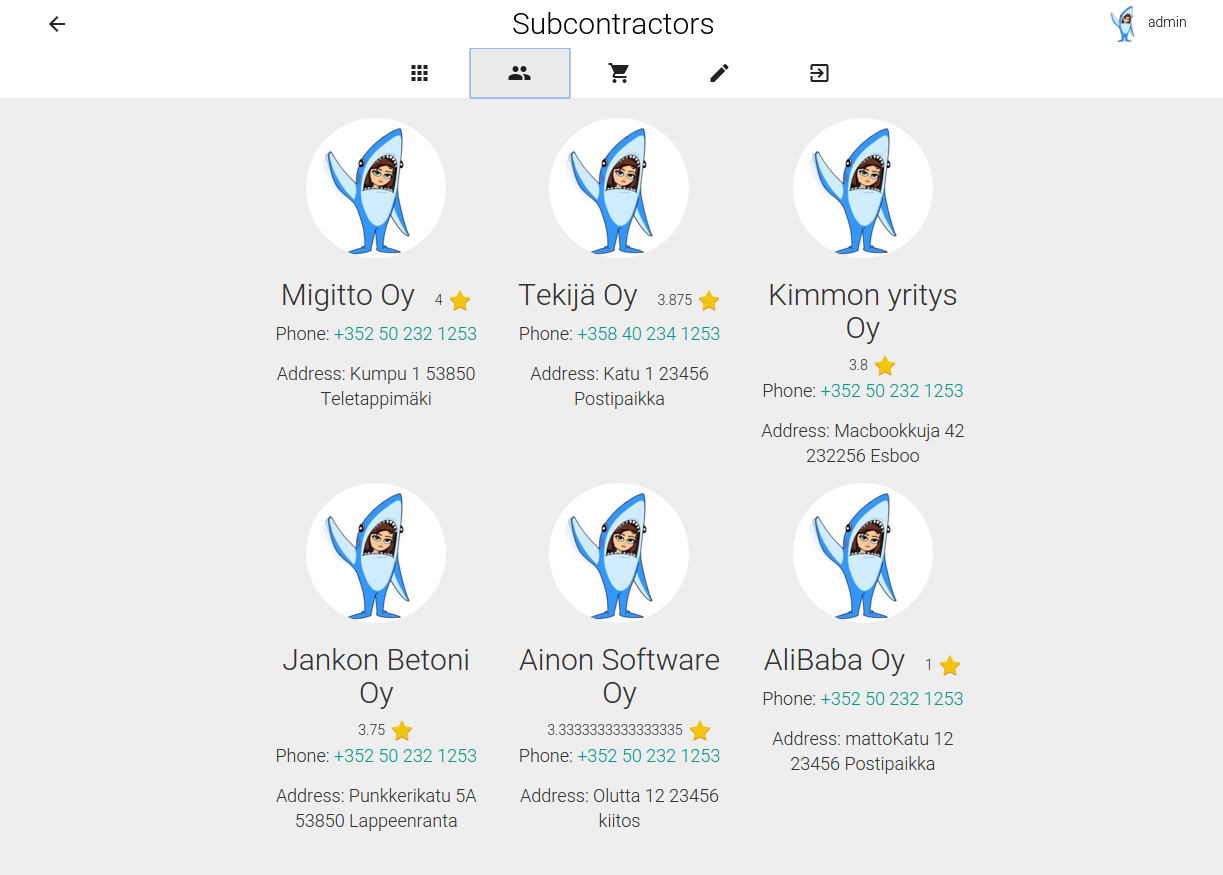 Subcontractors
admin
Migitto Oy 4
Phone: +352 50 232 1253
Address: Kumpu 1 53850
Teletappimäki
Tekijä Oy 3.875
Phone: +358 40 234 1253
Address: Katu 1 23456
Postipaikka
Kimmon yritys
Oy
3.8
Phone: +352 50 232 1253
Address: Macbookkuja 42
232256 Esboo
Jankon Betoni
Oy
3.75
Phone: +352 50 232 1253
Address: Punkkerikatu 5A
53850 Lappeenranta
Ainon Software
Oy
3.3333333333333335
Phone: +352 50 232 1253
Address: Olutta 12 23456
kiitos
AliBaba Oy 1
Phone: +352 50 232 1253
Address: mattoKatu 12
23456 Postipaikka